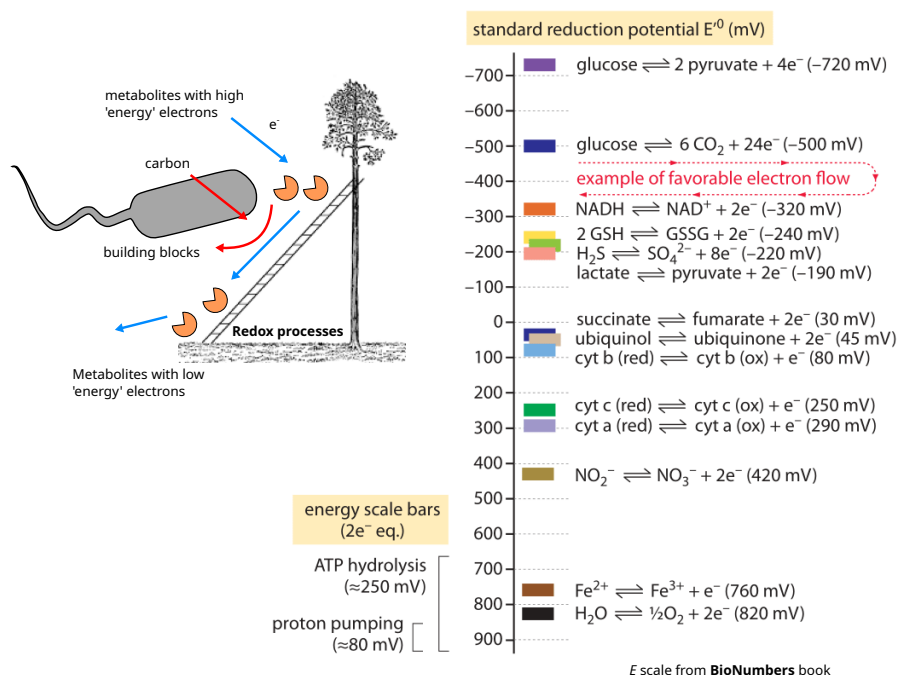 standard reduction potential E′⁰ (mV)
metabolites with high
'energy' electrons
e⁻
carbon
building blocks
Redox processes
Metabolites with low
'energy' electrons
–700
–600
–500
–400
–300
–200
–100
0
100
200
300
400
500
600
700
800
900
glucose ⇌ 2 pyruvate + 4e⁻ (–720 mV)
glucose ⇌ 6 CO₂ + 24e⁻ (–500 mV)
example of favorable electron flow
NADH ⇌ NAD⁺ + 2e⁻ (–320 mV)
2 GSH ⇌ GSSG + 2e⁻ (–240 mV)
H₂S ⇌ SO₄²⁻ + 8e⁻ (–220 mV)
lactate ⇌ pyruvate + 2e⁻ (–190 mV)
succinate ⇌ fumarate + 2e⁻ (30 mV)
ubiquinol ⇌ ubiquinone + 2e⁻ (45 mV)
cyt b (red) ⇌ cyt b (ox) + e⁻ (80 mV)
cyt c (red) ⇌ cyt c (ox) + e⁻ (250 mV)
cyt a (red) ⇌ cyt a (ox) + e⁻ (290 mV)
NO₂⁻ ⇌ NO₃⁻ + 2e⁻ (420 mV)
Fe²⁺ ⇌ Fe³⁺ + e⁻ (760 mV)
H₂O ⇌ ½O₂ + 2e⁻ (820 mV)
energy scale bars
(2e⁻ eq.)
ATP hydrolysis
(≈250 mV)
proton pumping
(≈80 mV)
E scale from BioNumbers book